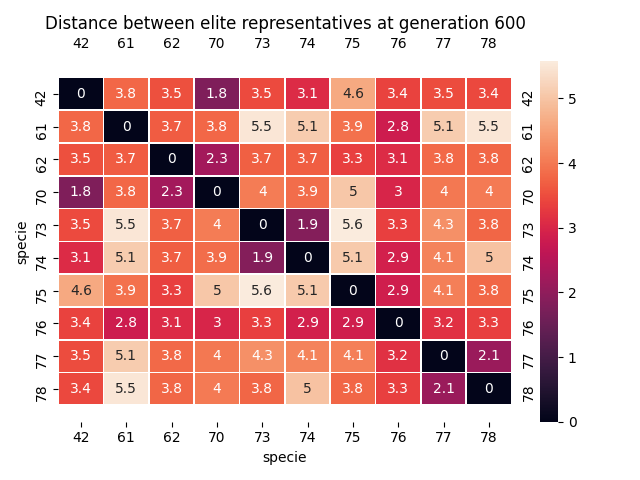 Distance between elite representatives at generation 600
42 61 62 70 73 74 75 76 77 78
42 0 3.8 3.5 1.8 3.5 3.1 4.6 3.4 3.5 3.4 42
61 3.8 0 3.7 3.8 5.5 5.1 3.9 2.8 5.1 5.5 61
62 3.5 3.7 0 2.3 3.7 3.7 3.3 3.1 3.8 3.8 62
70 1.8 3.8 2.3 0 4 3.9 5 3 4 4 70
73 3.5 5.5 3.7 4 0 1.9 5.6 3.3 4.3 3.8 73
74 3.1 5.1 3.7 3.9 1.9 0 5.1 2.9 4.1 5 74
75 4.6 3.9 3.3 5 5.6 5.1 0 2.9 4.1 3.8 75
76 3.4 2.8 3.1 3 3.3 2.9 2.9 0 3.2 3.3 76
77 3.5 5.1 3.8 4 4.3 4.1 4.1 3.2 0 2.1 77
78 3.4 5.5 3.8 4 3.8 5 3.8 3.3 2.1 0 78
42 61 62 70 73 74 75 76 77 78
specie
specie
5
4
3
2
1
0